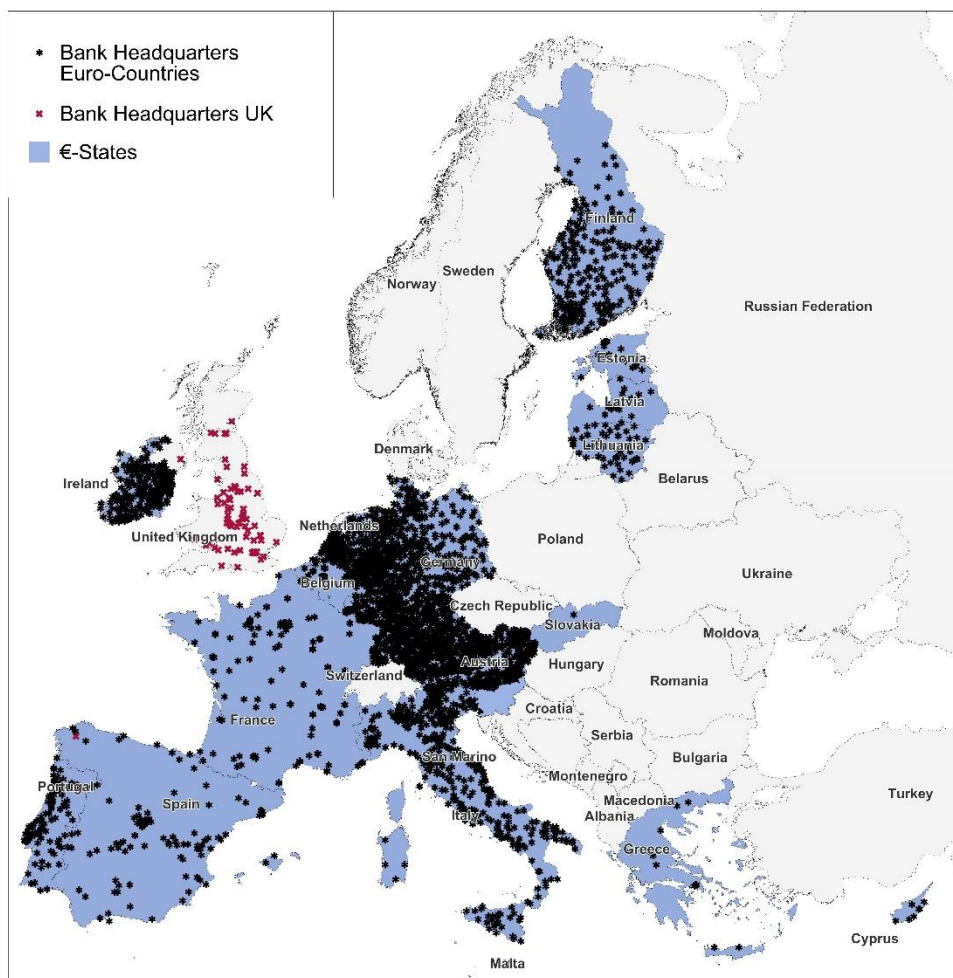 Bank Headquarters
Euro-Countries
Bank Headquarters UK
€-States
Finland
Sweden
Norway
Russian Federation
Estonia
Latvia
Denmark
Lithuania
Belarus
Ireland
Netherlands
United Kingdom
Poland
Germany
Ukraine
Belgium
Czech Republic
Slovakia
Moldova
Austria
Hungary
Switzerland
Romania
Croatia
France
Serbia
San Marino
Bulgaria
Montenegro
Portugal
Turkey
Macedonia
Spain
Albania
Italy
Greece
Cyprus
Malta